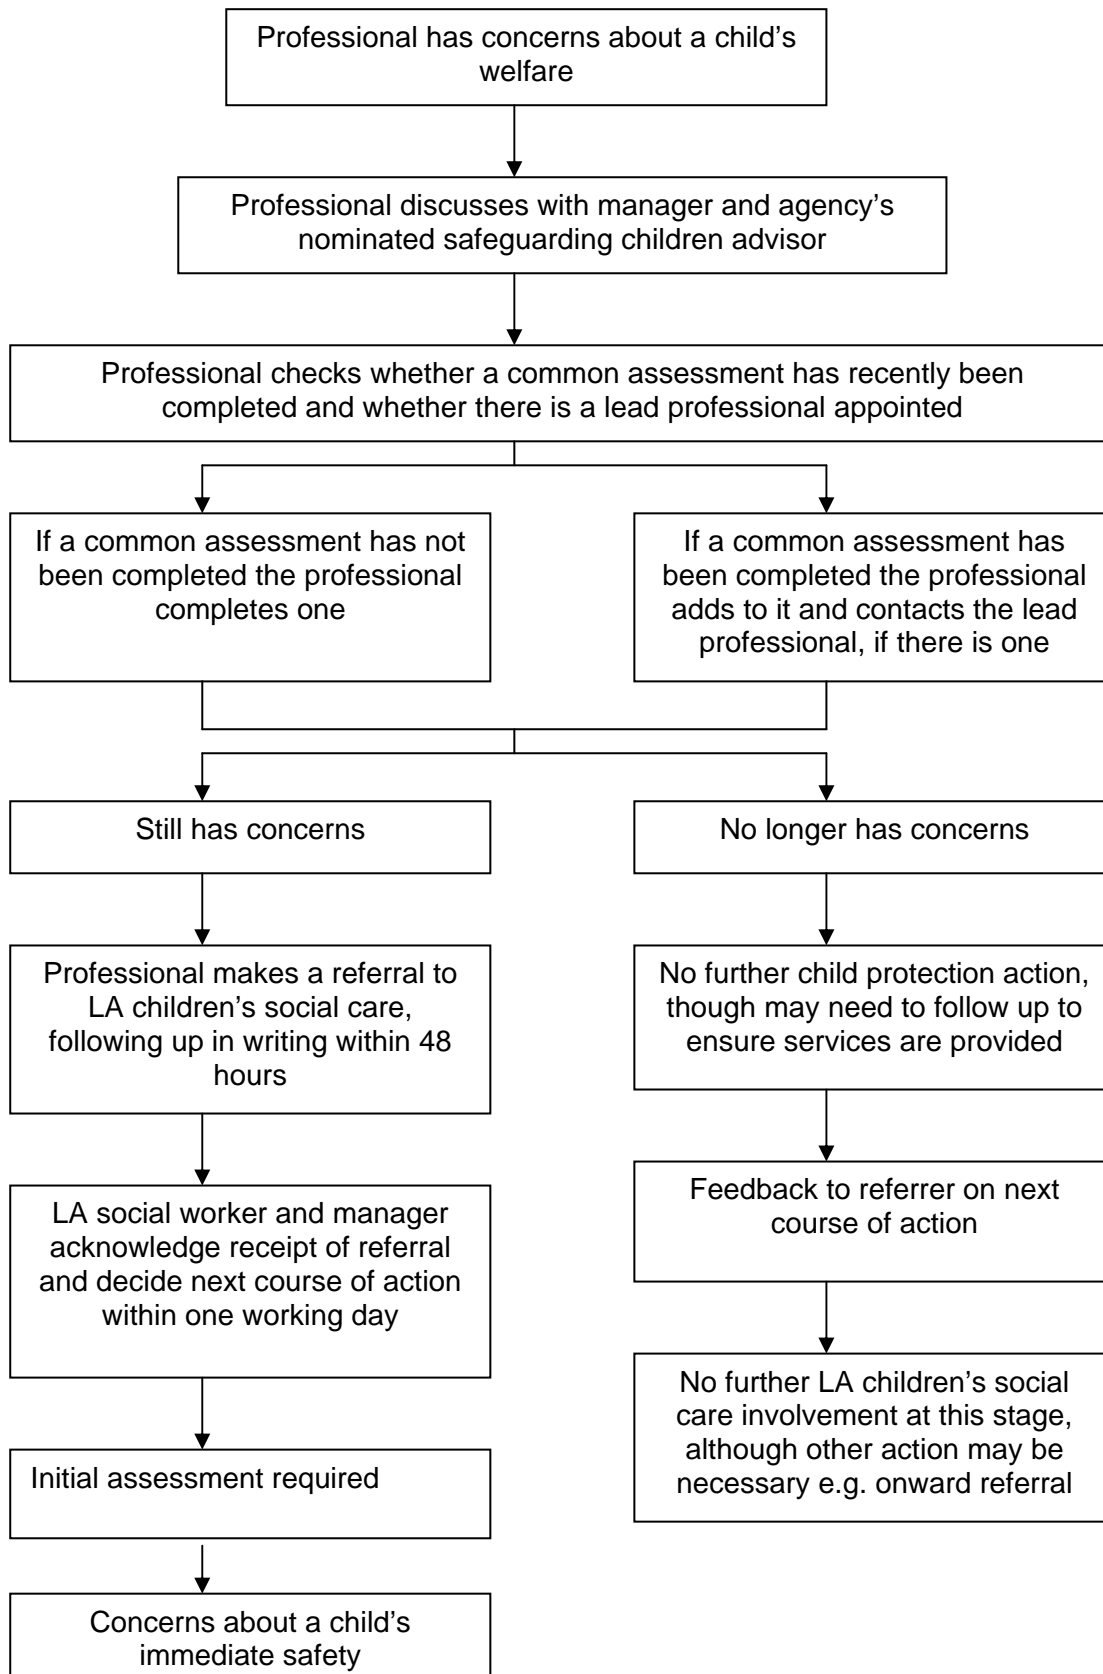 Professional has concerns about a child’s
welfare
Professional discusses with manager and agency’s
nominated safeguarding children advisor
Professional checks whether a common assessment has recently been
completed and whether there is a lead professional appointed
If a common assessment has not
been completed the professional
completes one
If a common assessment has
been completed the professional
adds to it and contacts the lead
professional, if there is one
Still has concerns
No longer has concerns
Professional makes a referral to
LA children’s social care,
following up in writing within 48
hours
No further child protection action,
though may need to follow up to
ensure services are provided
LA social worker and manager
acknowledge receipt of referral
and decide next course of action
within one working day
Feedback to referrer on next
course of action
No further LA children’s social
care involvement at this stage,
although other action may be
necessary e.g. onward referral
Initial assessment required
Concerns about a child’s
immediate safety